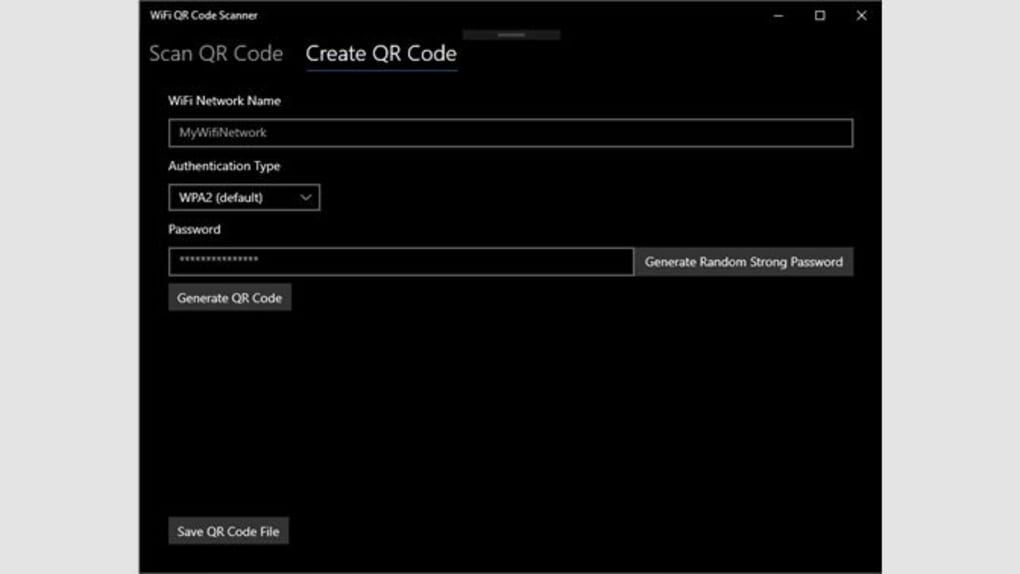 WiFi QR Code Scanner
Scan QR Code Create QR Code
WiFi Network Name
MyWifiNetwork
Authentication Type
WPA2 (default)
Password
***************
Generate Random Strong Password
Generate QR Code
Save QR Code File